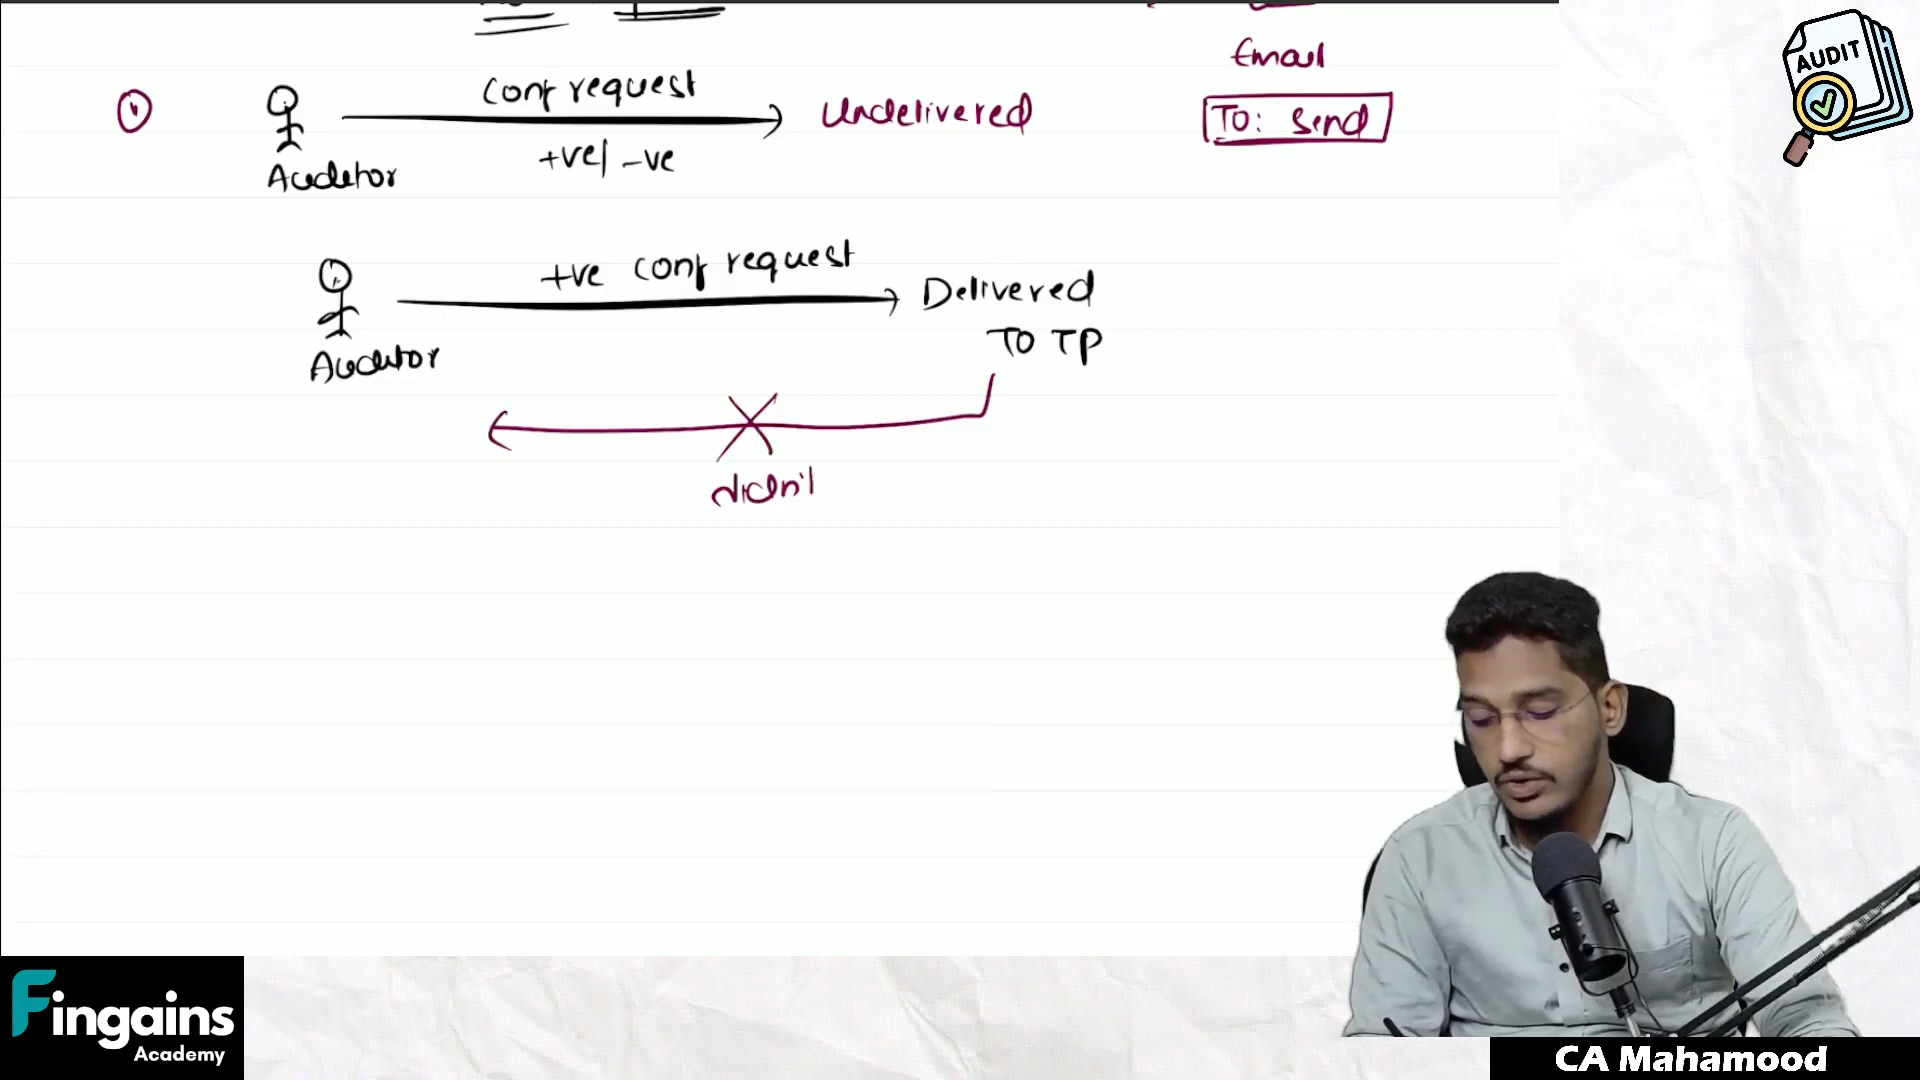 Email
①
Conf request
Undelivered
To: Send
+ve/ -ve
Auditor
+ve Conf request
Delivered
TO TP
Auditor
didn't
AUDIT
Fingains
Academy
CA Mahamood